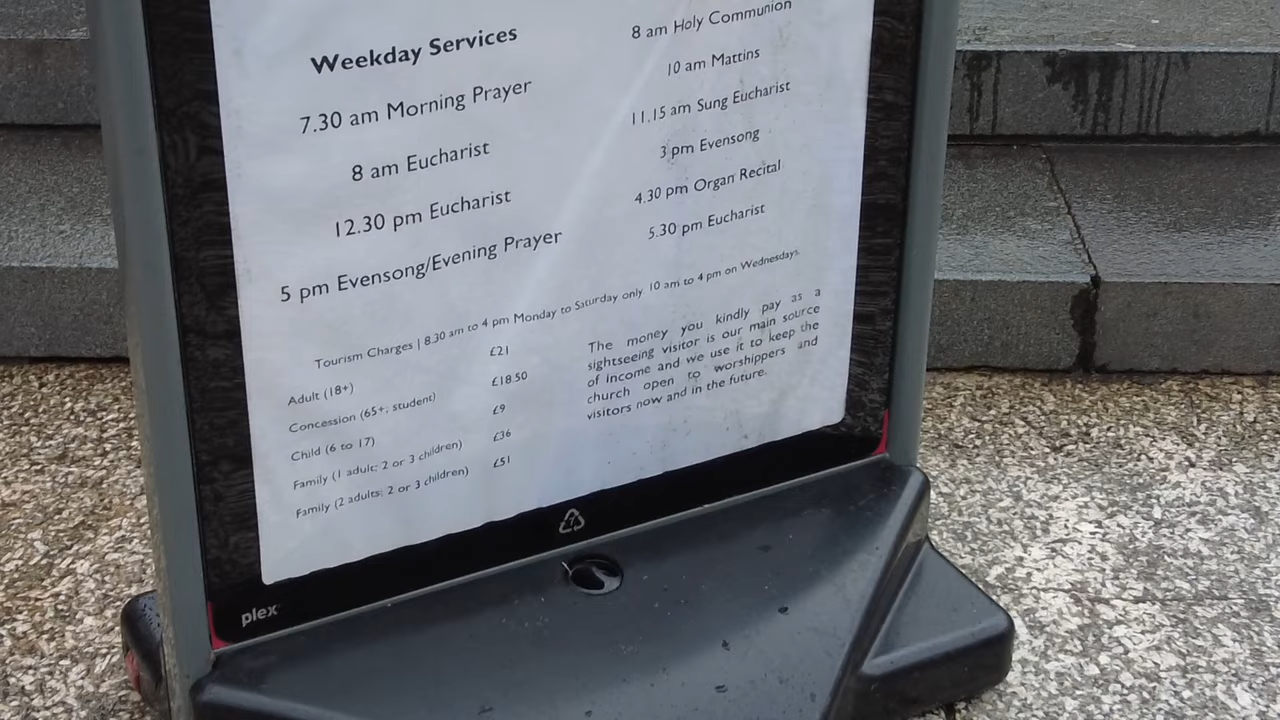 Weekday Services
7.30 am Morning Prayer
8 am Eucharist
12.30 pm Eucharist
5 pm Evensong/Evening Prayer
8 am Holy Communion
10 am Mattins
11.15 am Sung Eucharist
3 pm Evensong
4.30 pm Organ Recital
5.30 pm Eucharist
Tourism Charges | 8.30 am to 4 pm Monday to Saturday only 10 am to 4 pm on Wednesdays.
Adult (18+) £21
Concession (65+, student) £18.50
Child (6 to 17) £9
Family (1 adult; 2 or 3 children) £36
Family (2 adults; 2 or 3 children) £51
The money you kindly pay as a
sightseeing visitor is our main source
of income and we use it to keep the
church open to worshippers and
visitors now and in the future.
7
plex